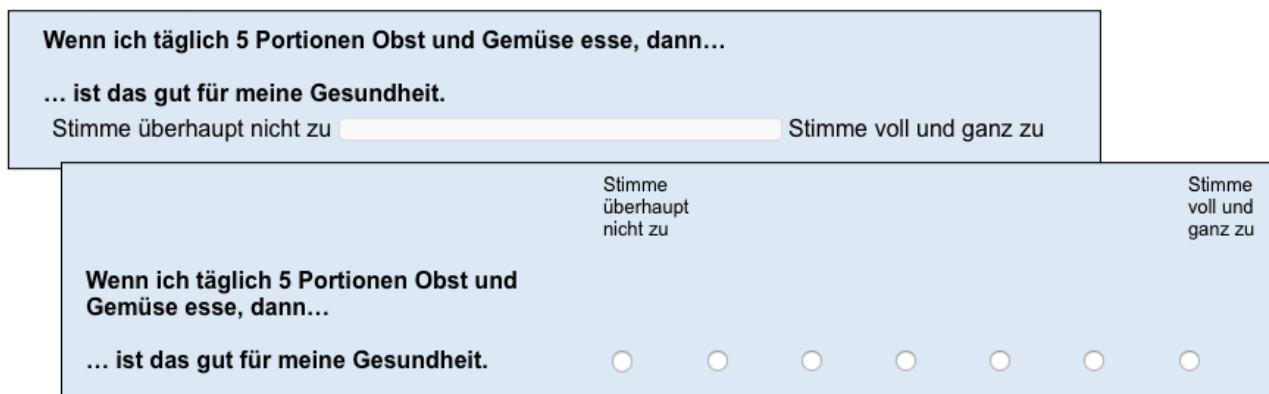 Wenn ich täglich 5 Portionen Obst und Gemüse esse, dann…
… ist das gut für meine Gesundheit.
Stimme überhaupt nicht zu Stimme voll und ganz zu
Stimme
überhaupt
nicht zu
Stimme
voll und
ganz zu
Wenn ich täglich 5 Portionen Obst und
Gemüse esse, dann…
… ist das gut für meine Gesundheit.